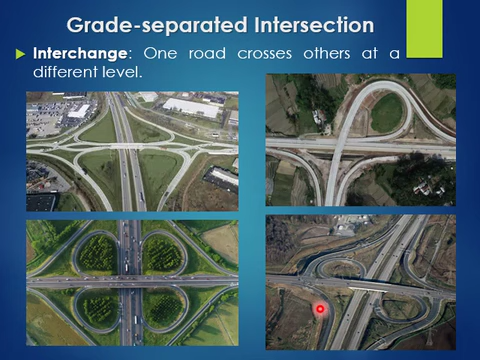 Grade-separated Intersection
Interchange: One road crosses others at a
different level.